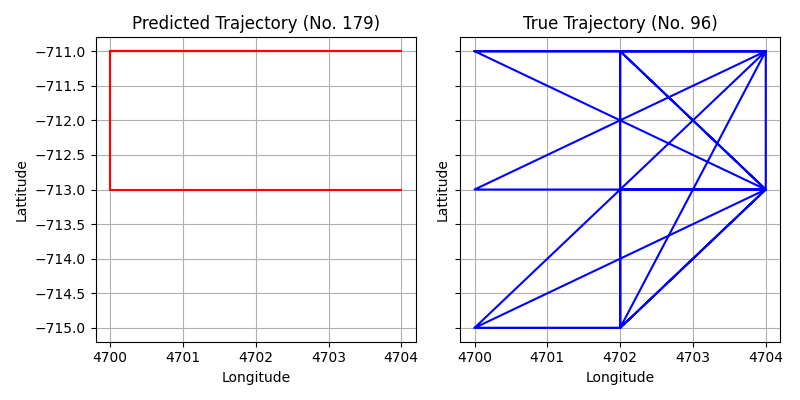 Predicted Trajectory (No. 179)
True Trajectory (No. 96)
−711.0
−711.5
−712.0
−712.5
−713.0
−713.5
−714.0
−714.5
−715.0
Lattitude
Lattitude
4700 4701 4702 4703 4704
4700 4701 4702 4703 4704
Longitude
Longitude